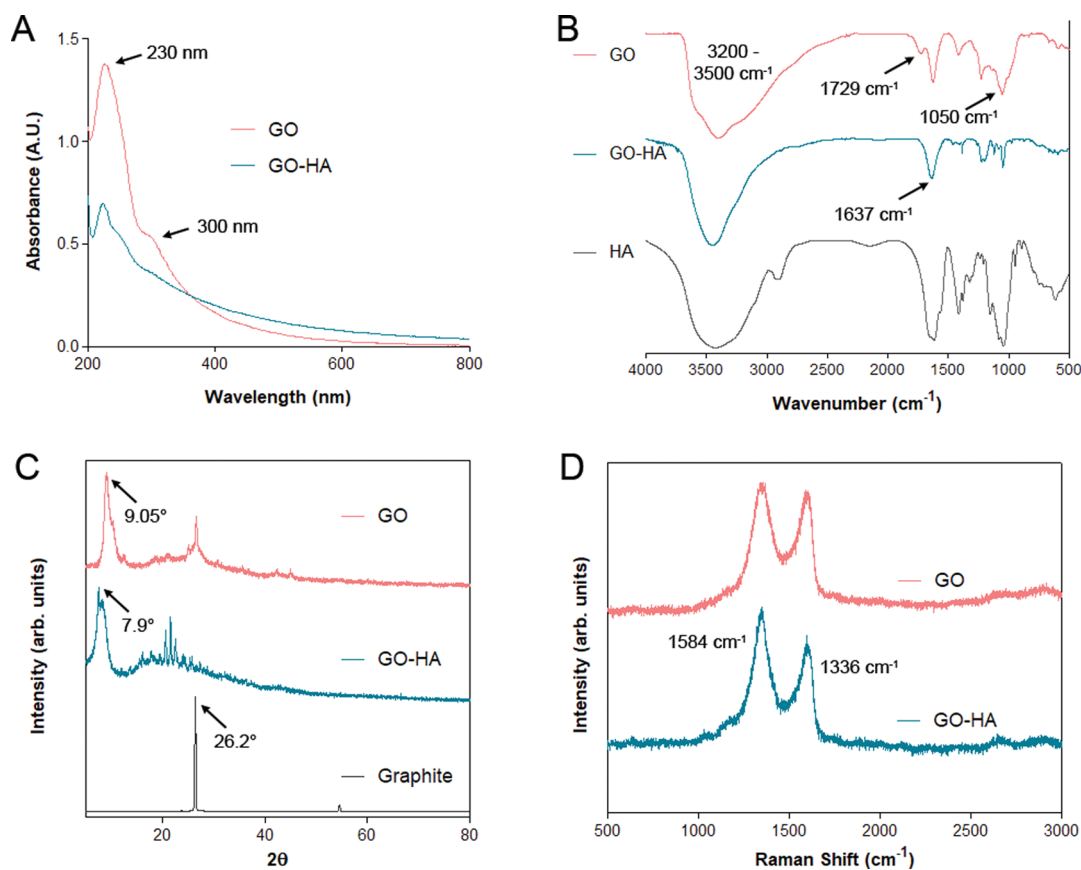 A
1.5
1.0
0.5
0.0
Absorbance (A.U.)
230 nm
300 nm
GO
GO-HA
200
400
600
800
Wavelength (nm)
B
GO
GO-HA
HA
3200 -
3500 cm⁻¹
1729 cm⁻¹
1050 cm⁻¹
1637 cm⁻¹
4000
3500
3000
2000
1500
1000
500
Wavenumber (cm⁻¹)
C
Intensity (arb. units)
9.05°
GO
7.9°
GO-HA
26.2°
Graphite
20
40
60
80
2θ
D
Intensity (arb. units)
GO
1584 cm⁻¹
1336 cm⁻¹
GO-HA
500
1000
1500
2000
2500
3000
Raman Shift (cm⁻¹)